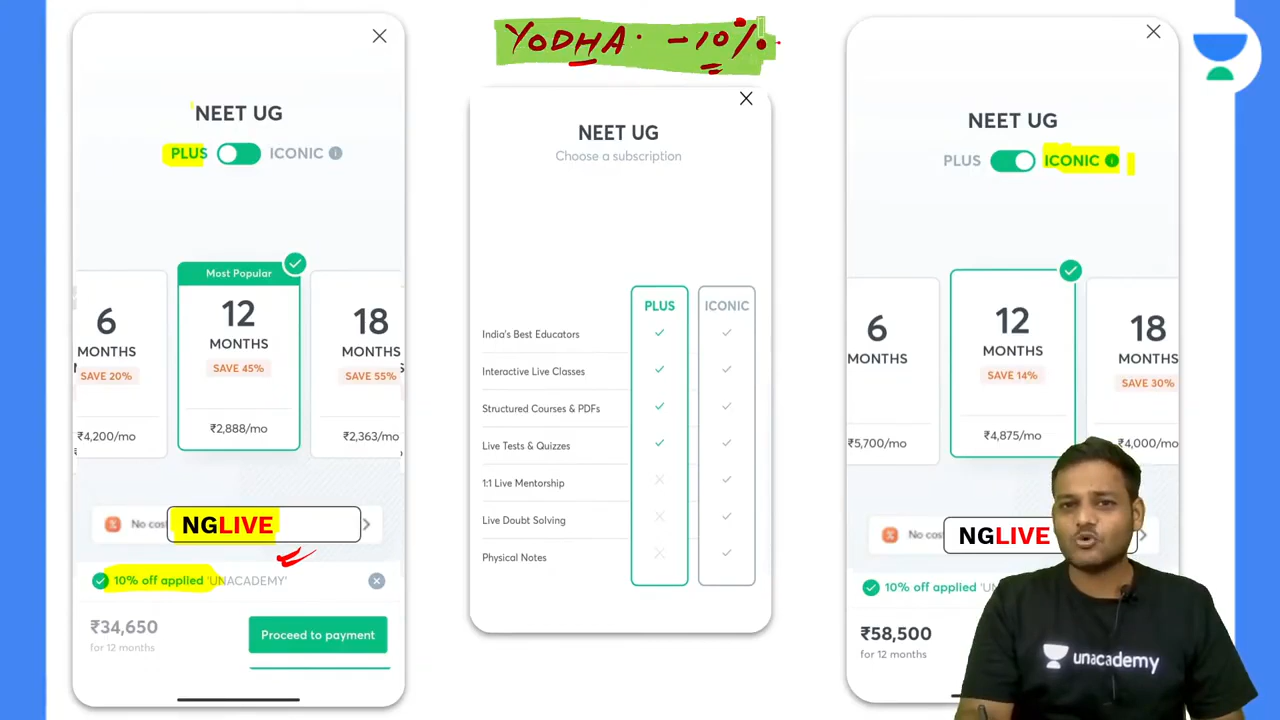 YODHA. -10%
NEET UG
PLUS ICONIC i
6 MONTHS
SAVE 20%
₹4,200/mo
Most Popular
12 MONTHS
SAVE 45%
₹2,888/mo
18 MONTHS
SAVE 55%
₹2,363/mo
No cos
NGLIVE
10% off applied 'UNACADEMY'
₹34,650
for 12 months
Proceed to payment
NEET UG
Choose a subscription
PLUS ICONIC
India's Best Educators
Interactive Live Classes
Structured Courses & PDFs
Live Tests & Quizzes
1:1 Live Mentorship
Live Doubt Solving
Physical Notes
NEET UG
PLUS ICONIC i
6 MONTHS
₹5,700/mo
12 MONTHS
SAVE 14%
₹4,875/mo
18 MONTHS
SAVE 30%
₹4,000/mo
No cos
NGLIVE
10% off applied 'U
₹58,500
for 12 months
unacademy